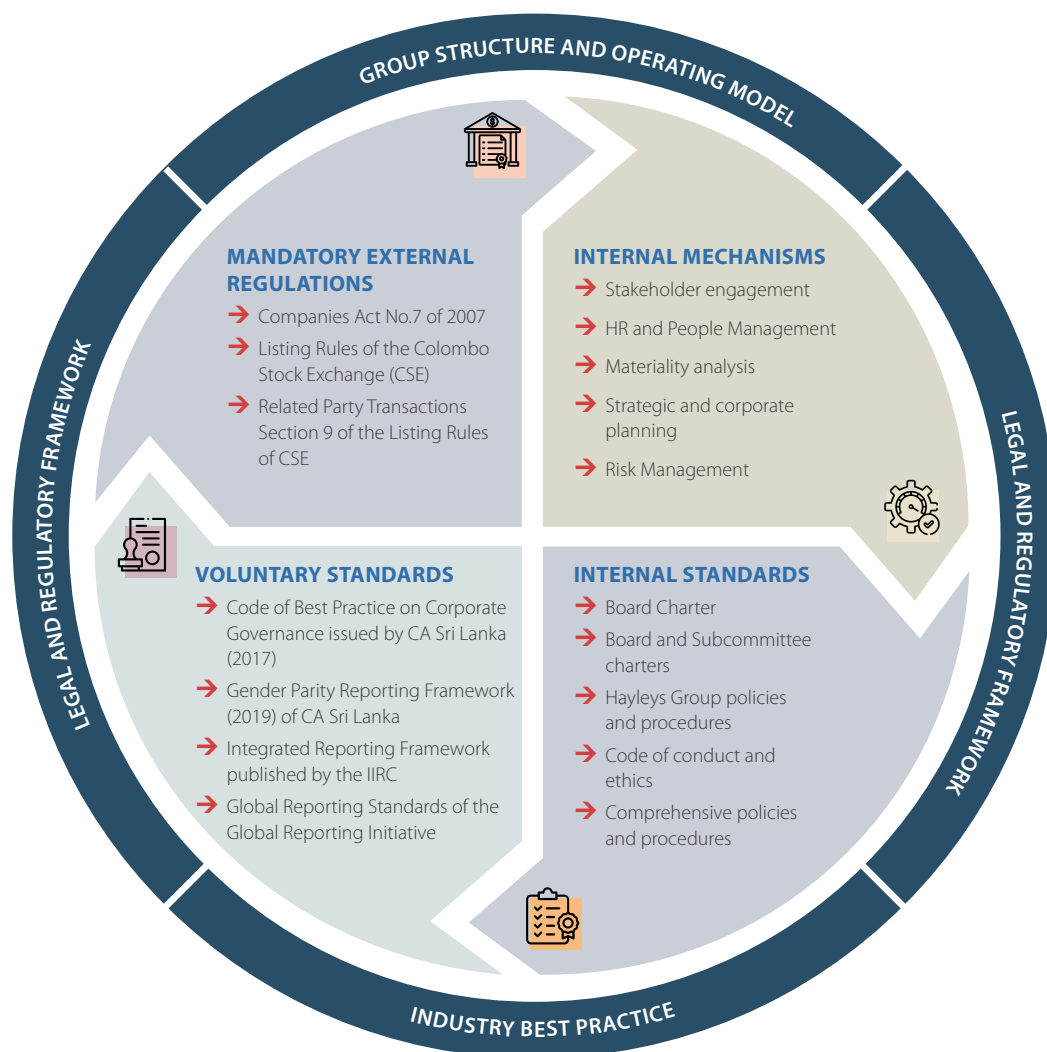 GROUP STRUCTURE AND OPERATING MODEL
MANDATORY EXTERNAL
REGULATIONS
Companies Act No.7 of 2007
Listing Rules of the Colombo
Stock Exchange (CSE)
Related Party Transactions
Section 9 of the Listing Rules
of CSE
INTERNAL MECHANISMS
Stakeholder engagement
HR and People Management
Materiality analysis
Strategic and corporate
planning
Risk Management
LEGAL AND REGULATORY FRAMEWORK
LEGAL AND REGULATORY FRAMEWORK
VOLUNTARY STANDARDS
Code of Best Practice on Corporate
Governance issued by CA Sri Lanka
(2017)
Gender Parity Reporting Framework
(2019) of CA Sri Lanka
Integrated Reporting Framework
published by the IIRC
Global Reporting Standards of the
Global Reporting Initiative
INTERNAL STANDARDS
Board Charter
Board and Subcommittee
charters
Hayleys Group policies
and procedures
Code of conduct and
ethics
Comprehensive policies
and procedures
INDUSTRY BEST PRACTICE